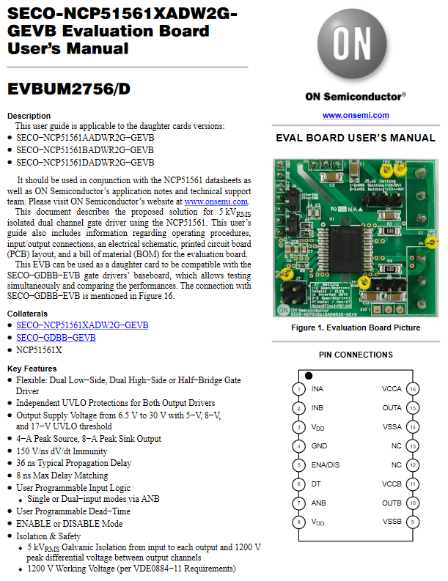 SECO-NCP51561XADW2G-
GEVB Evaluation Board
User's Manual
EVBUM2756/D
Description
This user guide is applicable to the daughter cards versions:
• SECO−NCP51561AADWR2G−GEVB
• SECO−NCP51561BADWR2G−GEVB
• SECO−NCP51561DADWR2G−GEVB
It should be used in conjunction with the NCP51561 datasheets as
well as ON Semiconductor's application notes and technical support
team. Please visit ON Semiconductor's website at www.onsemi.com.
This document describes the proposed solution for 5 kVRMS
isolated dual channel gate driver using the NCP51561. This user's
guide also includes information regarding operating procedures,
input/output connections, an electrical schematic, printed circuit board
(PCB) layout, and a bill of material (BOM) for the evaluation board.
This EVB can be used as a daughter card to be compatible with the
SECO−GDBB−EVB gate drivers' baseboard, which allows testing
simultaneously and comparing the performances. The connection with
SECO−GDBB−EVB is mentioned in Figure 16.
Collaterals
• SECO−NCP51561XADW2G−GEVB
• SECO−GDBB−GEVB
• NCP51561X
Key Features
• Flexible: Dual Low−Side, Dual High−Side or Half−Bridge Gate
Driver
• Independent UVLO Protections for Both Output Drivers
• Output Supply Voltage from 6.5 V to 30 V with 5−V, 8−V,
and 17−V UVLO threshold
• 4−A Peak Source, 8−A Peak Sink Output
• 150 V/ns dV/dt Immunity
• 36 ns Typical Propagation Delay
• 8 ns Max Delay Matching
• User Programmable Input Logic
♦ Single or Dual−input modes via ANB
• User Programmable Dead−Time
• ENABLE or DISABLE Mode
• Isolation & Safety
♦ 5 kVRMS Galvanic Isolation from input to each output and 1200 V
peak differential voltage between output channels
♦ 1200 V Working Voltage (per VDE0884−11 Requirements)
ON
ON Semiconductor®
www.onsemi.com
EVAL BOARD USER'S MANUAL
ON Semiconductor
Figure 1. Evaluation Board Picture
PIN CONNECTIONS
1 INA VCCA 16
2 INB OUTA 15
3 VDD VSSA 14
4 GND NC 13
5 ENA/DIS NC 12
6 DT VCCB 11
7 ANB OUTB 10
8 VDD VSSB 9